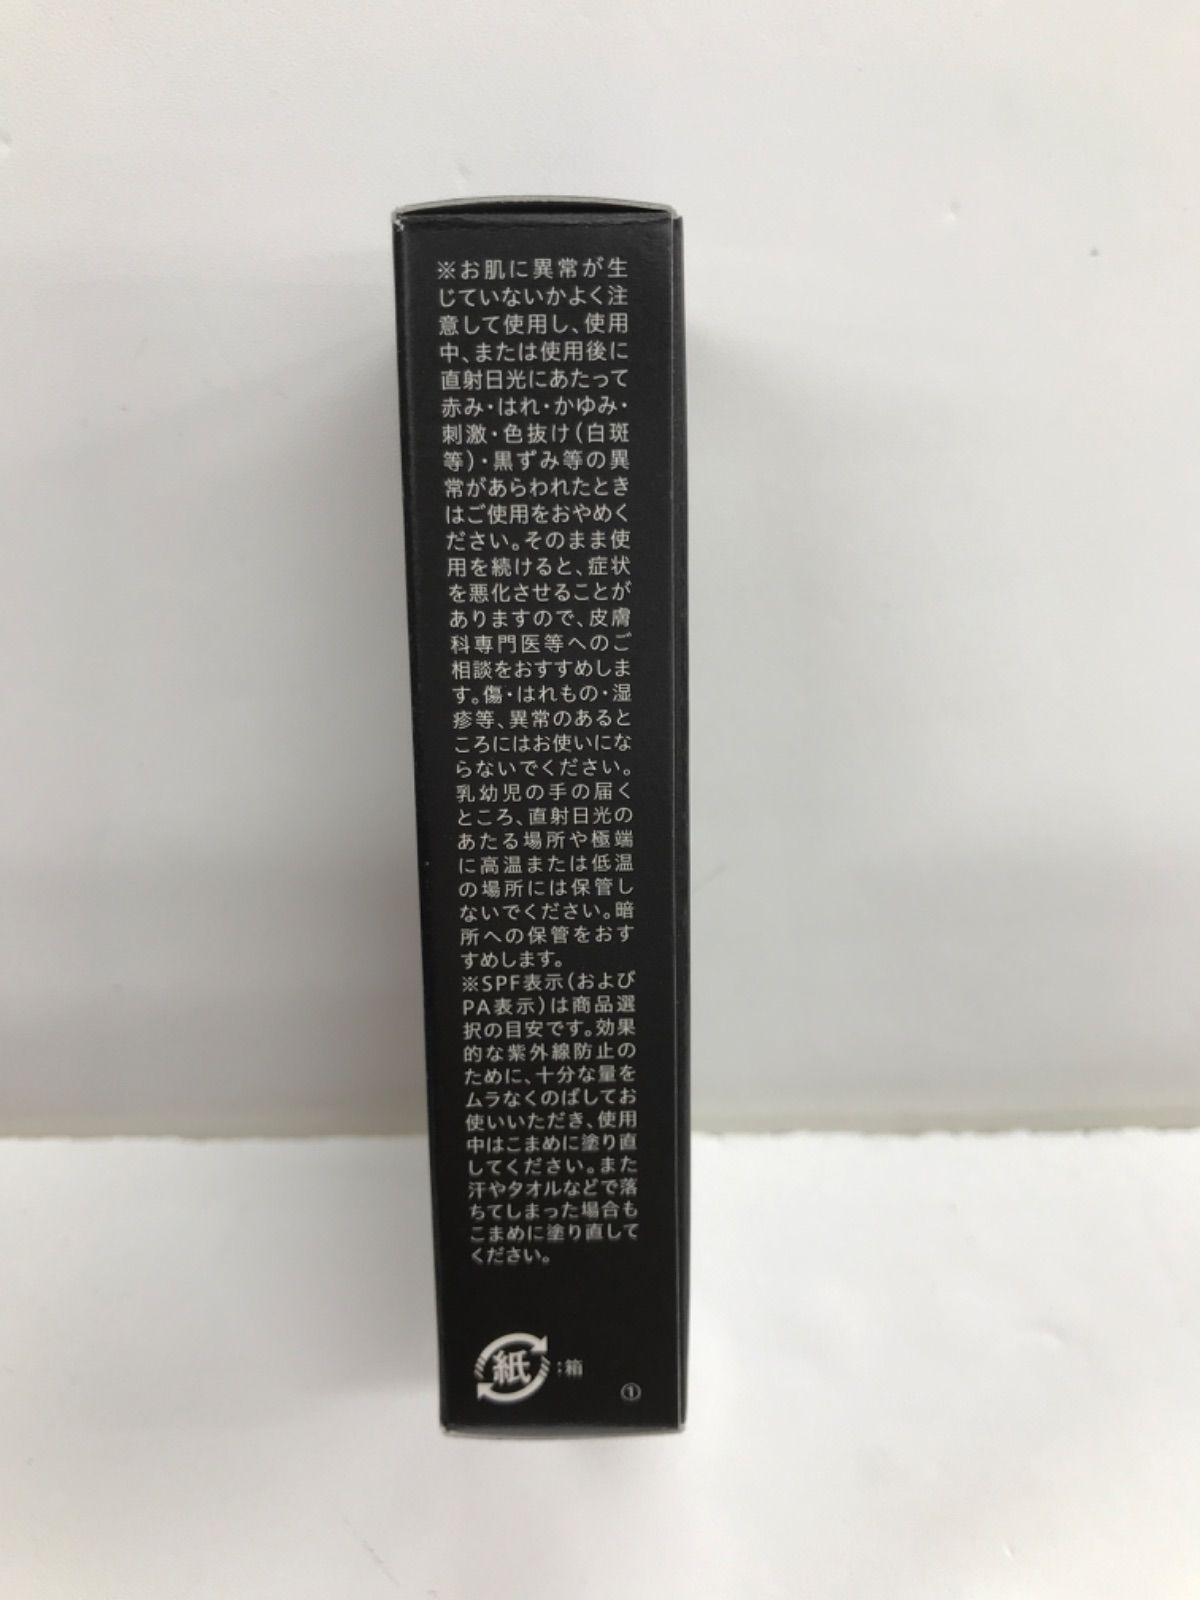 ※お肌に異常が生
じていないかよく注
意して使用し、使用
中、または使用後に
直射日光にあたって
赤み・はれ・かゆみ・
刺激・色抜け(白斑
等)・黒ずみ等の異
常があらわれたとき
はご使用をおやめく
ださい。そのまま使
用を続けると、症状
を悪化させることが
ありますので、皮膚
科専門医等へのご
相談をおすすめしま
す。傷・はれもの・湿
疹等、異常のあると
ころにはお使いにな
らないでください。
乳幼児の手の届く
ところ、直射日光の
あたる場所や極端
に高温または低温
の場所には保管し
ないでください。暗
所への保管をおす
すめします。
※SPF表示(および
PA表示)は商品選
択の目安です。効果
的な紫外線防止の
ために、十分な量を
ムラなくのばしてお
使いいただき、使用
中はこまめに塗り直
してください。また
汗やタオルなどで落
ちてしまった場合も
こまめに塗り直して
ください。
紙:箱
①